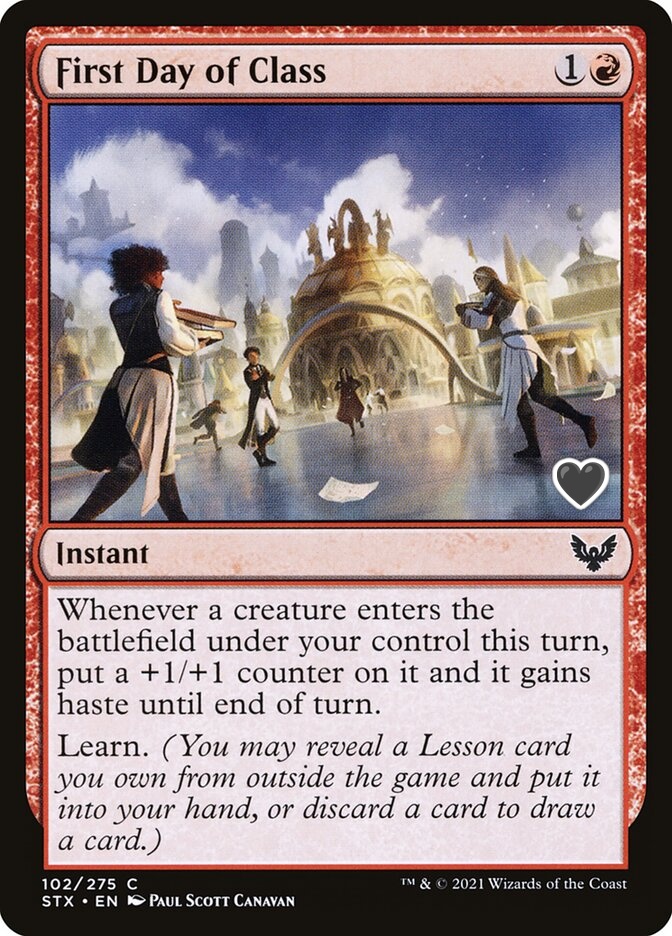 First Day of Class 1
Instant
Whenever a creature enters the
battlefield under your control this turn,
put a +1/+1 counter on it and it gains
haste until end of turn.
Learn. (You may reveal a Lesson card
you own from outside the game and put it
into your hand, or discard a card to draw
a card.)
102/275 C
STX • EN Paul Scott Canavan
™ & © 2021 Wizards of the Coast